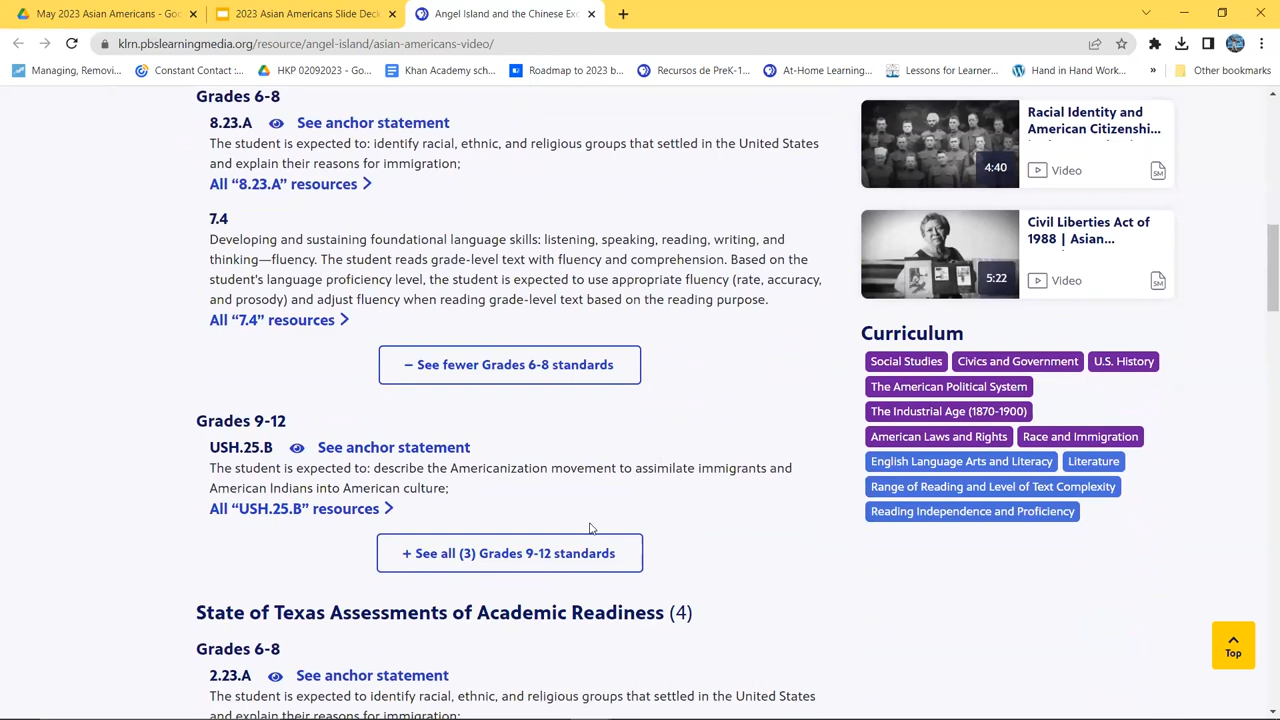 May 2023 Asian Americans - Goo
2023 Asian Americans Slide Deck
Angel Island and the Chinese Exc
klrn.pbslearningmedia.org/resource/angel-island/asian-americans-video/
Managing, Removi...
Constant Contact :...
HKP 02092023 - Go...
Khan Academy sch...
Roadmap to 2023 b...
Recursos de PreK-1...
At-Home Learning...
Lessons for Learner...
Hand in Hand Work...
»
Other bookmarks
Grades 6-8
8.23.A See anchor statement
The student is expected to: identify racial, ethnic, and religious groups that settled in the United States
and explain their reasons for immigration;
All “8.23.A” resources
7.4
Developing and sustaining foundational language skills: listening, speaking, reading, writing, and
thinking—fluency. The student reads grade-level text with fluency and comprehension. Based on the
student's language proficiency level, the student is expected to use appropriate fluency (rate, accuracy,
and prosody) and adjust fluency when reading grade-level text based on the reading purpose.
All “7.4” resources
– See fewer Grades 6-8 standards
Grades 9-12
USH.25.B See anchor statement
The student is expected to: describe the Americanization movement to assimilate immigrants and
American Indians into American culture;
All “USH.25.B” resources
+ See all (3) Grades 9-12 standards
State of Texas Assessments of Academic Readiness (4)
Grades 6-8
2.23.A See anchor statement
The student is expected to identify racial, ethnic, and religious groups that settled in the United States
and explain their reasons for immigration;
4:40
Racial Identity and
American Citizenshi...
Video
SM
5:22
Civil Liberties Act of
1988 | Asian...
Video
SM
Curriculum
Social Studies Civics and Government U.S. History
The American Political System
The Industrial Age (1870-1900)
American Laws and Rights Race and Immigration
English Language Arts and Literacy Literature
Range of Reading and Level of Text Complexity
Reading Independence and Proficiency
Top